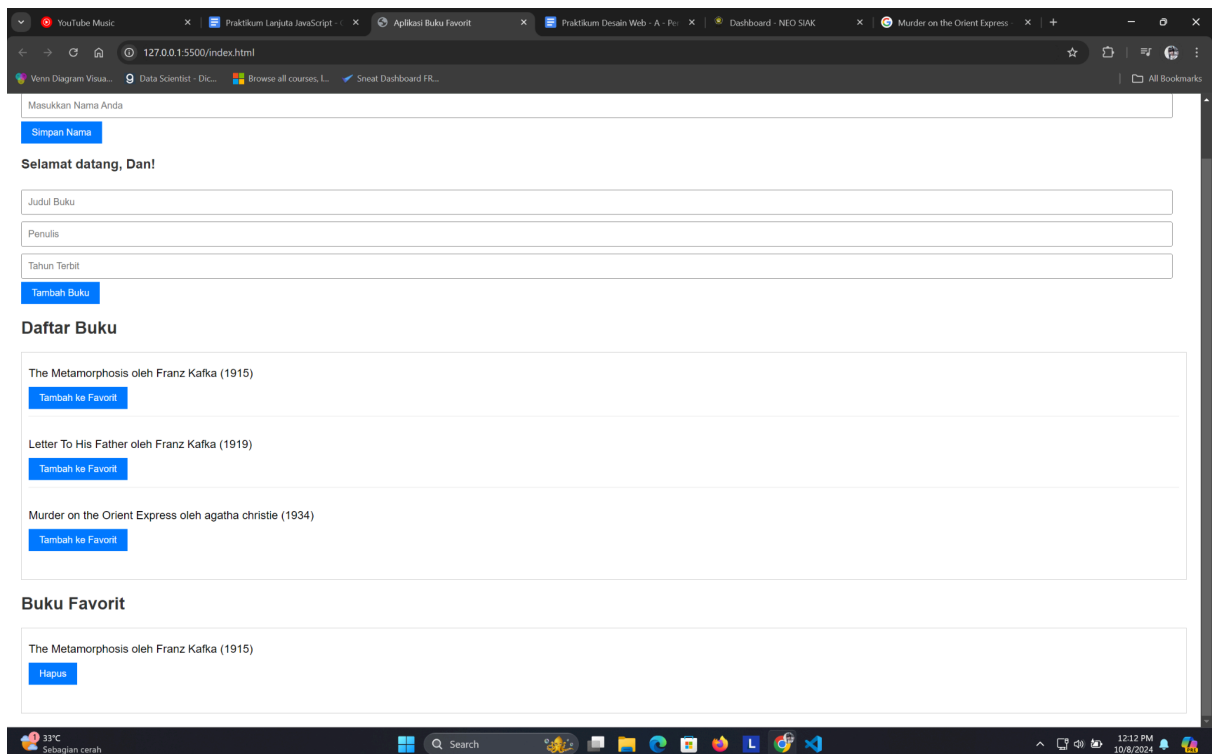 YouTube Music
Praktikum Lanjuta JavaScript -
Aplikasi Buku Favorit
Praktikum Desain Web - A - Per
Dashboard - NEO SIAK
Murder on the Orient Express -
127.0.0.1:5500/index.html
Venn Diagram Visua...
Data Scientist - Dic...
Browse all courses, l...
Sneat Dashboard FR...
All Bookmarks
Masukkan Nama Anda
Simpan Nama
Selamat datang, Dan!
Judul Buku
Penulis
Tahun Terbit
Tambah Buku
Daftar Buku
The Metamorphosis oleh Franz Kafka (1915)
Tambah ke Favorit
Letter To His Father oleh Franz Kafka (1919)
Tambah ke Favorit
Murder on the Orient Express oleh agatha christie (1934)
Tambah ke Favorit
Buku Favorit
The Metamorphosis oleh Franz Kafka (1915)
Hapus
1
33°C
Sebagian cerah
Search
L
12:12 PM
10/8/2024